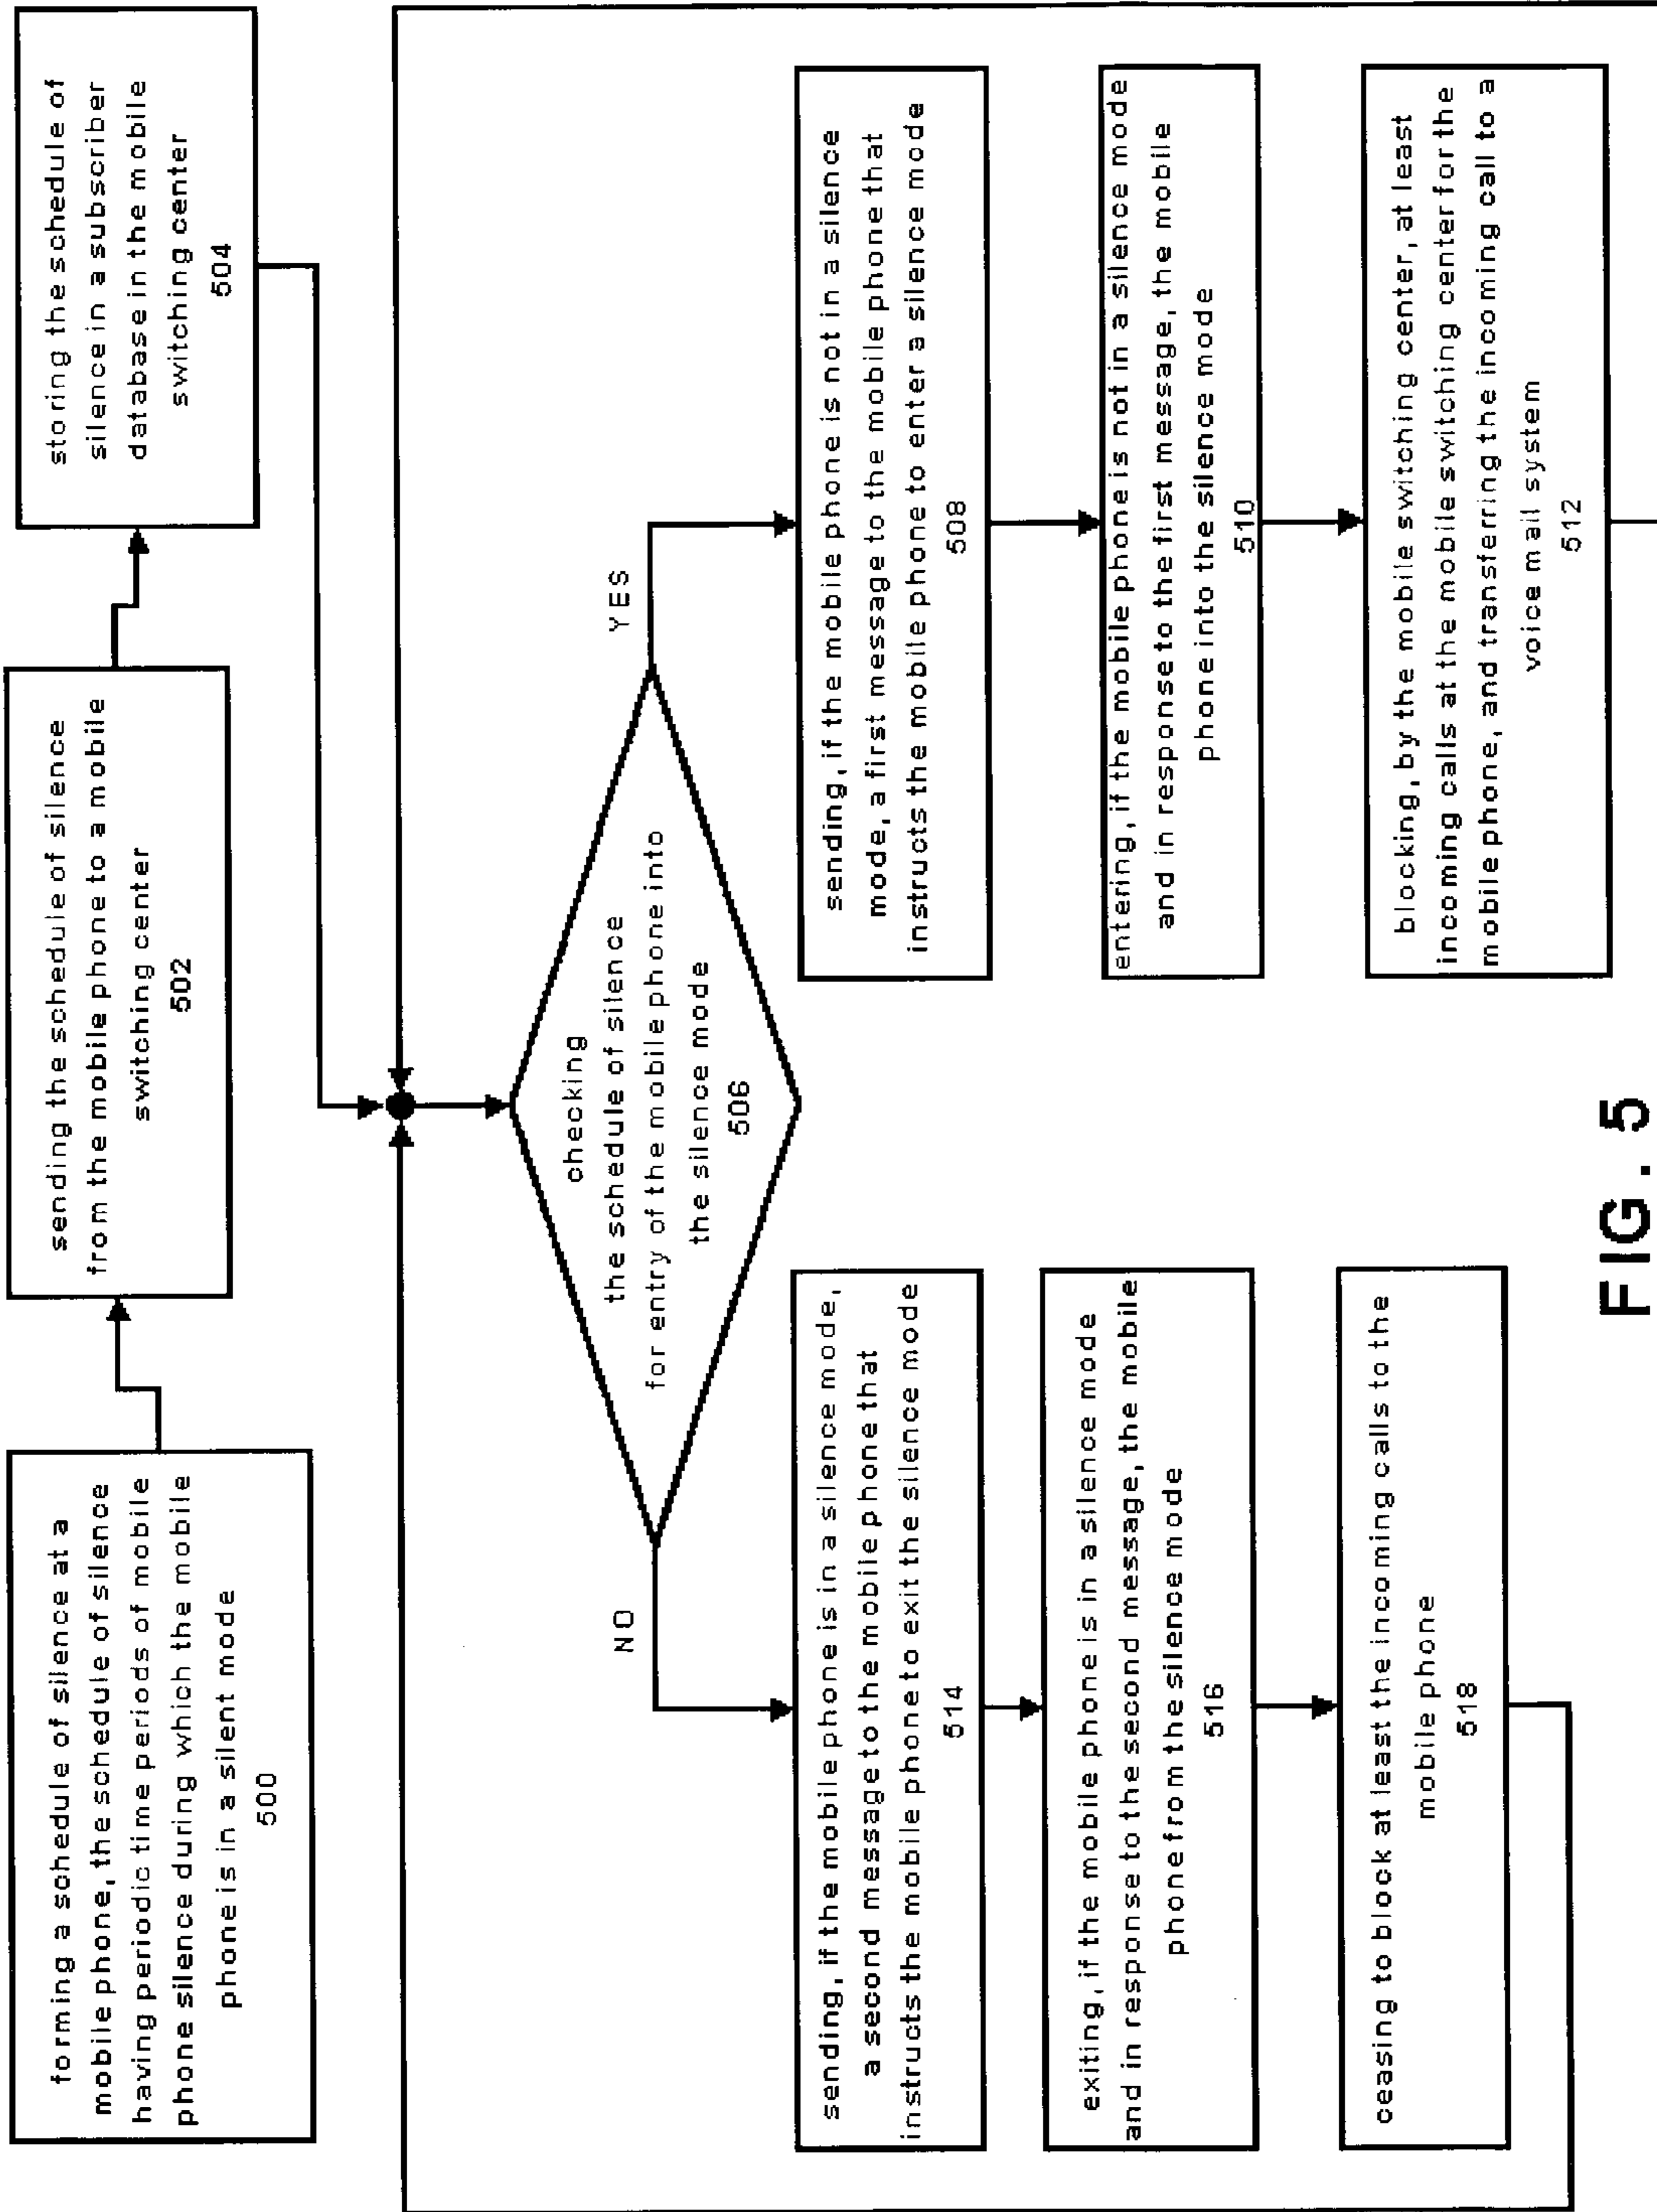 forming a schedule of silence at a
mobile phone, the schedule of silence
having periodic time periods of mobile
phone silence during which the mobile
phone is in a silent mode
500
sending the schedule of silence
from the mobile phone to a mobile
switching center
502
storing the schedule of
silence in a subscriber
database in the mobile
switching center
504
checking
the schedule of silence
for entry of the mobile phone into
the silence mode
506
NO
YES
sending, if the mobile phone is in a silence mode,
a second message to the mobile phone that
instructs the mobile phone to exit the silence mode
514
exiting, if the mobile phone is in a silence mode
and in response to the second message, the mobile
phone from the silence mode
516
ceasing to block at least the incoming calls to the
mobile phone
518
sending, if the mobile phone is not in a silence
mode, a first message to the mobile phone that
instructs the mobile phone to enter a silence mode
508
entering, if the mobile phone is not in a silence mode
and in response to the first message, the mobile
phone into the silence mode
510
blocking, by the mobile switching center, at least
incoming calls at the mobile switching center for the
mobile phone, and transferring the incoming call to a
voice mail system
512
FIG. 5